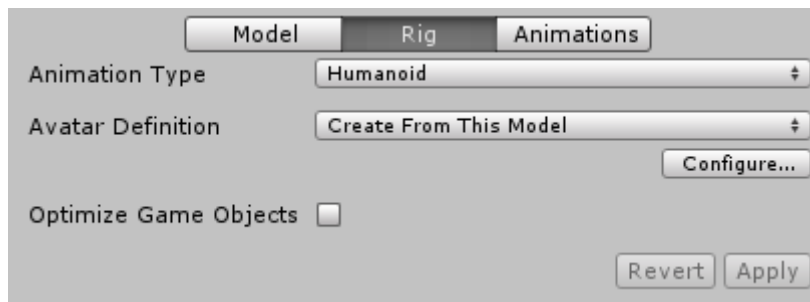 Model Rig Animations
Animation Type Humanoid
Avatar Definition Create From This Model
Configure...
Optimize Game Objects
Revert Apply